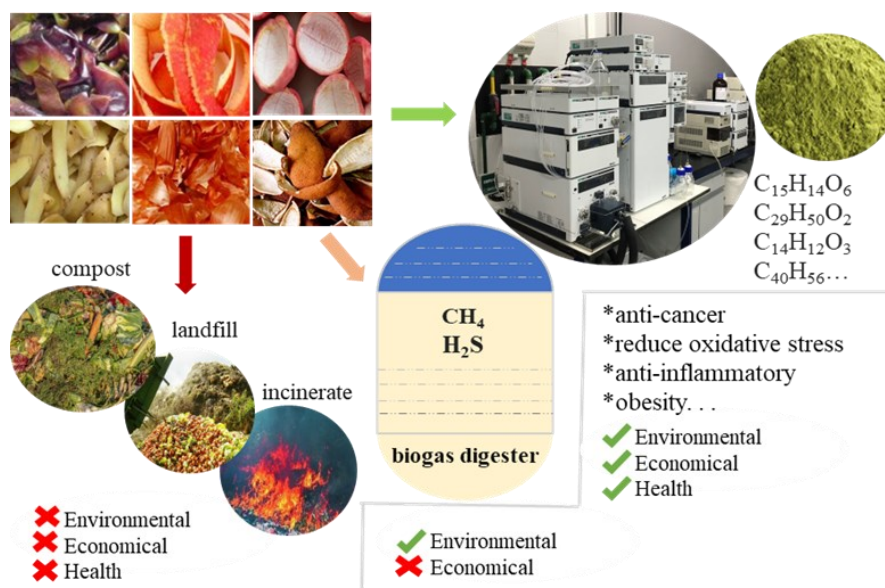 C₁₅H₁₄O₆
C₂₉H₅₀O₂
C₁₄H₁₂O₃
C₄₀H₅₆…
compost
landfill
incinerate
CH₄
H₂S
biogas digester
*anti-cancer
*reduce oxidative stress
*anti-inflammatory
*obesity. . .
✓ Environmental
✓ Economical
✓ Health
✗ Environmental
✗ Economical
✗ Health
✓ Environmental
✗ Economical